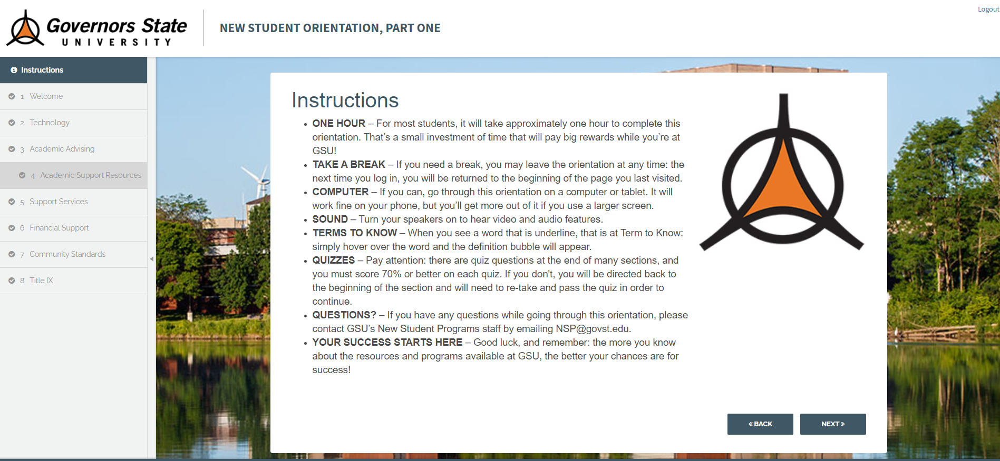 Logout
Governors State
UNIVERSITY
NEW STUDENT ORIENTATION, PART ONE
Instructions
1 Welcome
2 Technology
3 Academic Advising
4 Academic Support Resources
5 Support Services
6 Financial Support
7 Community Standards
8 Title IX
Instructions
• ONE HOUR – For most students, it will take approximately one hour to complete this
orientation. That’s a small investment of time that will pay big rewards while you’re at
GSU!
• TAKE A BREAK – If you need a break, you may leave the orientation at any time: the
next time you log in, you will be returned to the beginning of the page you last visited.
• COMPUTER – If you can, go through this orientation on a computer or tablet. It will
work fine on your phone, but you’ll get more out of it if you use a larger screen.
• SOUND – Turn your speakers on to hear video and audio features.
• TERMS TO KNOW – When you see a word that is underline, that is at Term to Know:
simply hover over the word and the definition bubble will appear.
• QUIZZES – Pay attention: there are quiz questions at the end of many sections, and
you must score 70% or better on each quiz. If you don't, you will be directed back to
the beginning of the section and will need to re-take and pass the quiz in order to
continue.
• QUESTIONS? – If you have any questions while going through this orientation, please
contact GSU’s New Student Programs staff by emailing NSP@govst.edu.
• YOUR SUCCESS STARTS HERE – Good luck, and remember: the more you know
about the resources and programs available at GSU, the better your chances are for
success!
« BACK
NEXT »